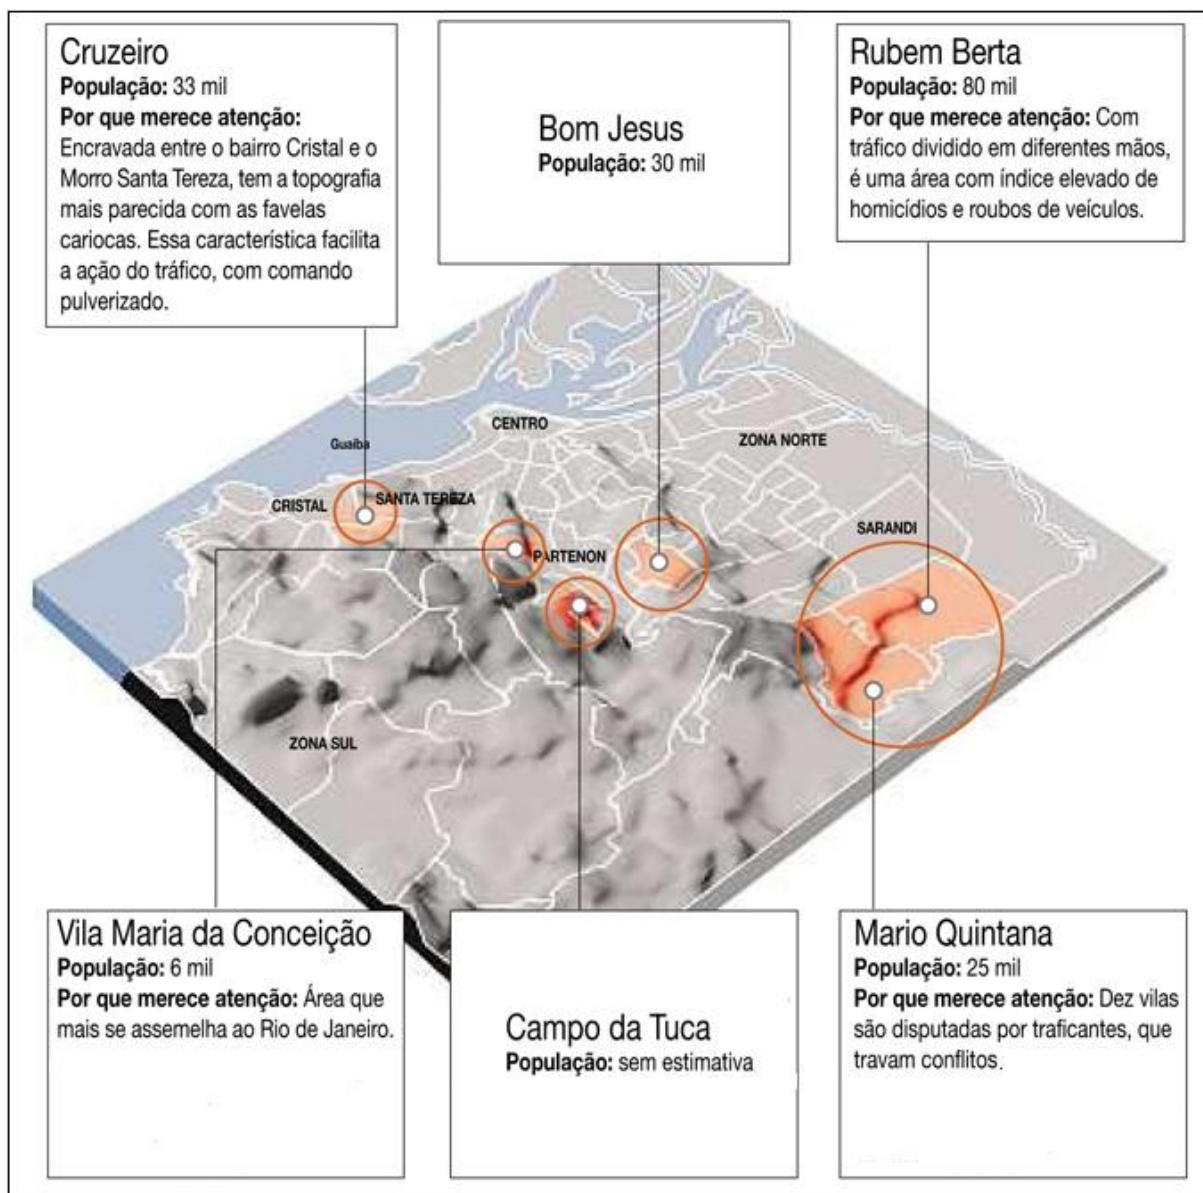 Cruzeiro
População: 33 mil
Por que merece atenção:
Encravada entre o bairro Cristal e o
Morro Santa Tereza, tem a topografia
mais parecida com as favelas
cariocas. Essa característica facilita
a ação do tráfico, com comando
pulverizado.
Bom Jesus
População: 30 mil
Rubem Berta
População: 80 mil
Por que merece atenção: Com
tráfico dividido em diferentes mãos,
é uma área com índice elevado de
homicídios e roubos de veículos.
CENTRO
Guaíba
ZONA NORTE
CRISTAL
SANTA TEREZA
SARANDI
PARTENON
ZONA SUL
Vila Maria da Conceição
População: 6 mil
Por que merece atenção: Área que
mais se assemelha ao Rio de Janeiro.
Campo da Tuca
População: sem estimativa
Mario Quintana
População: 25 mil
Por que merece atenção: Dez vilas
são disputadas por traficantes, que
travam conflitos.